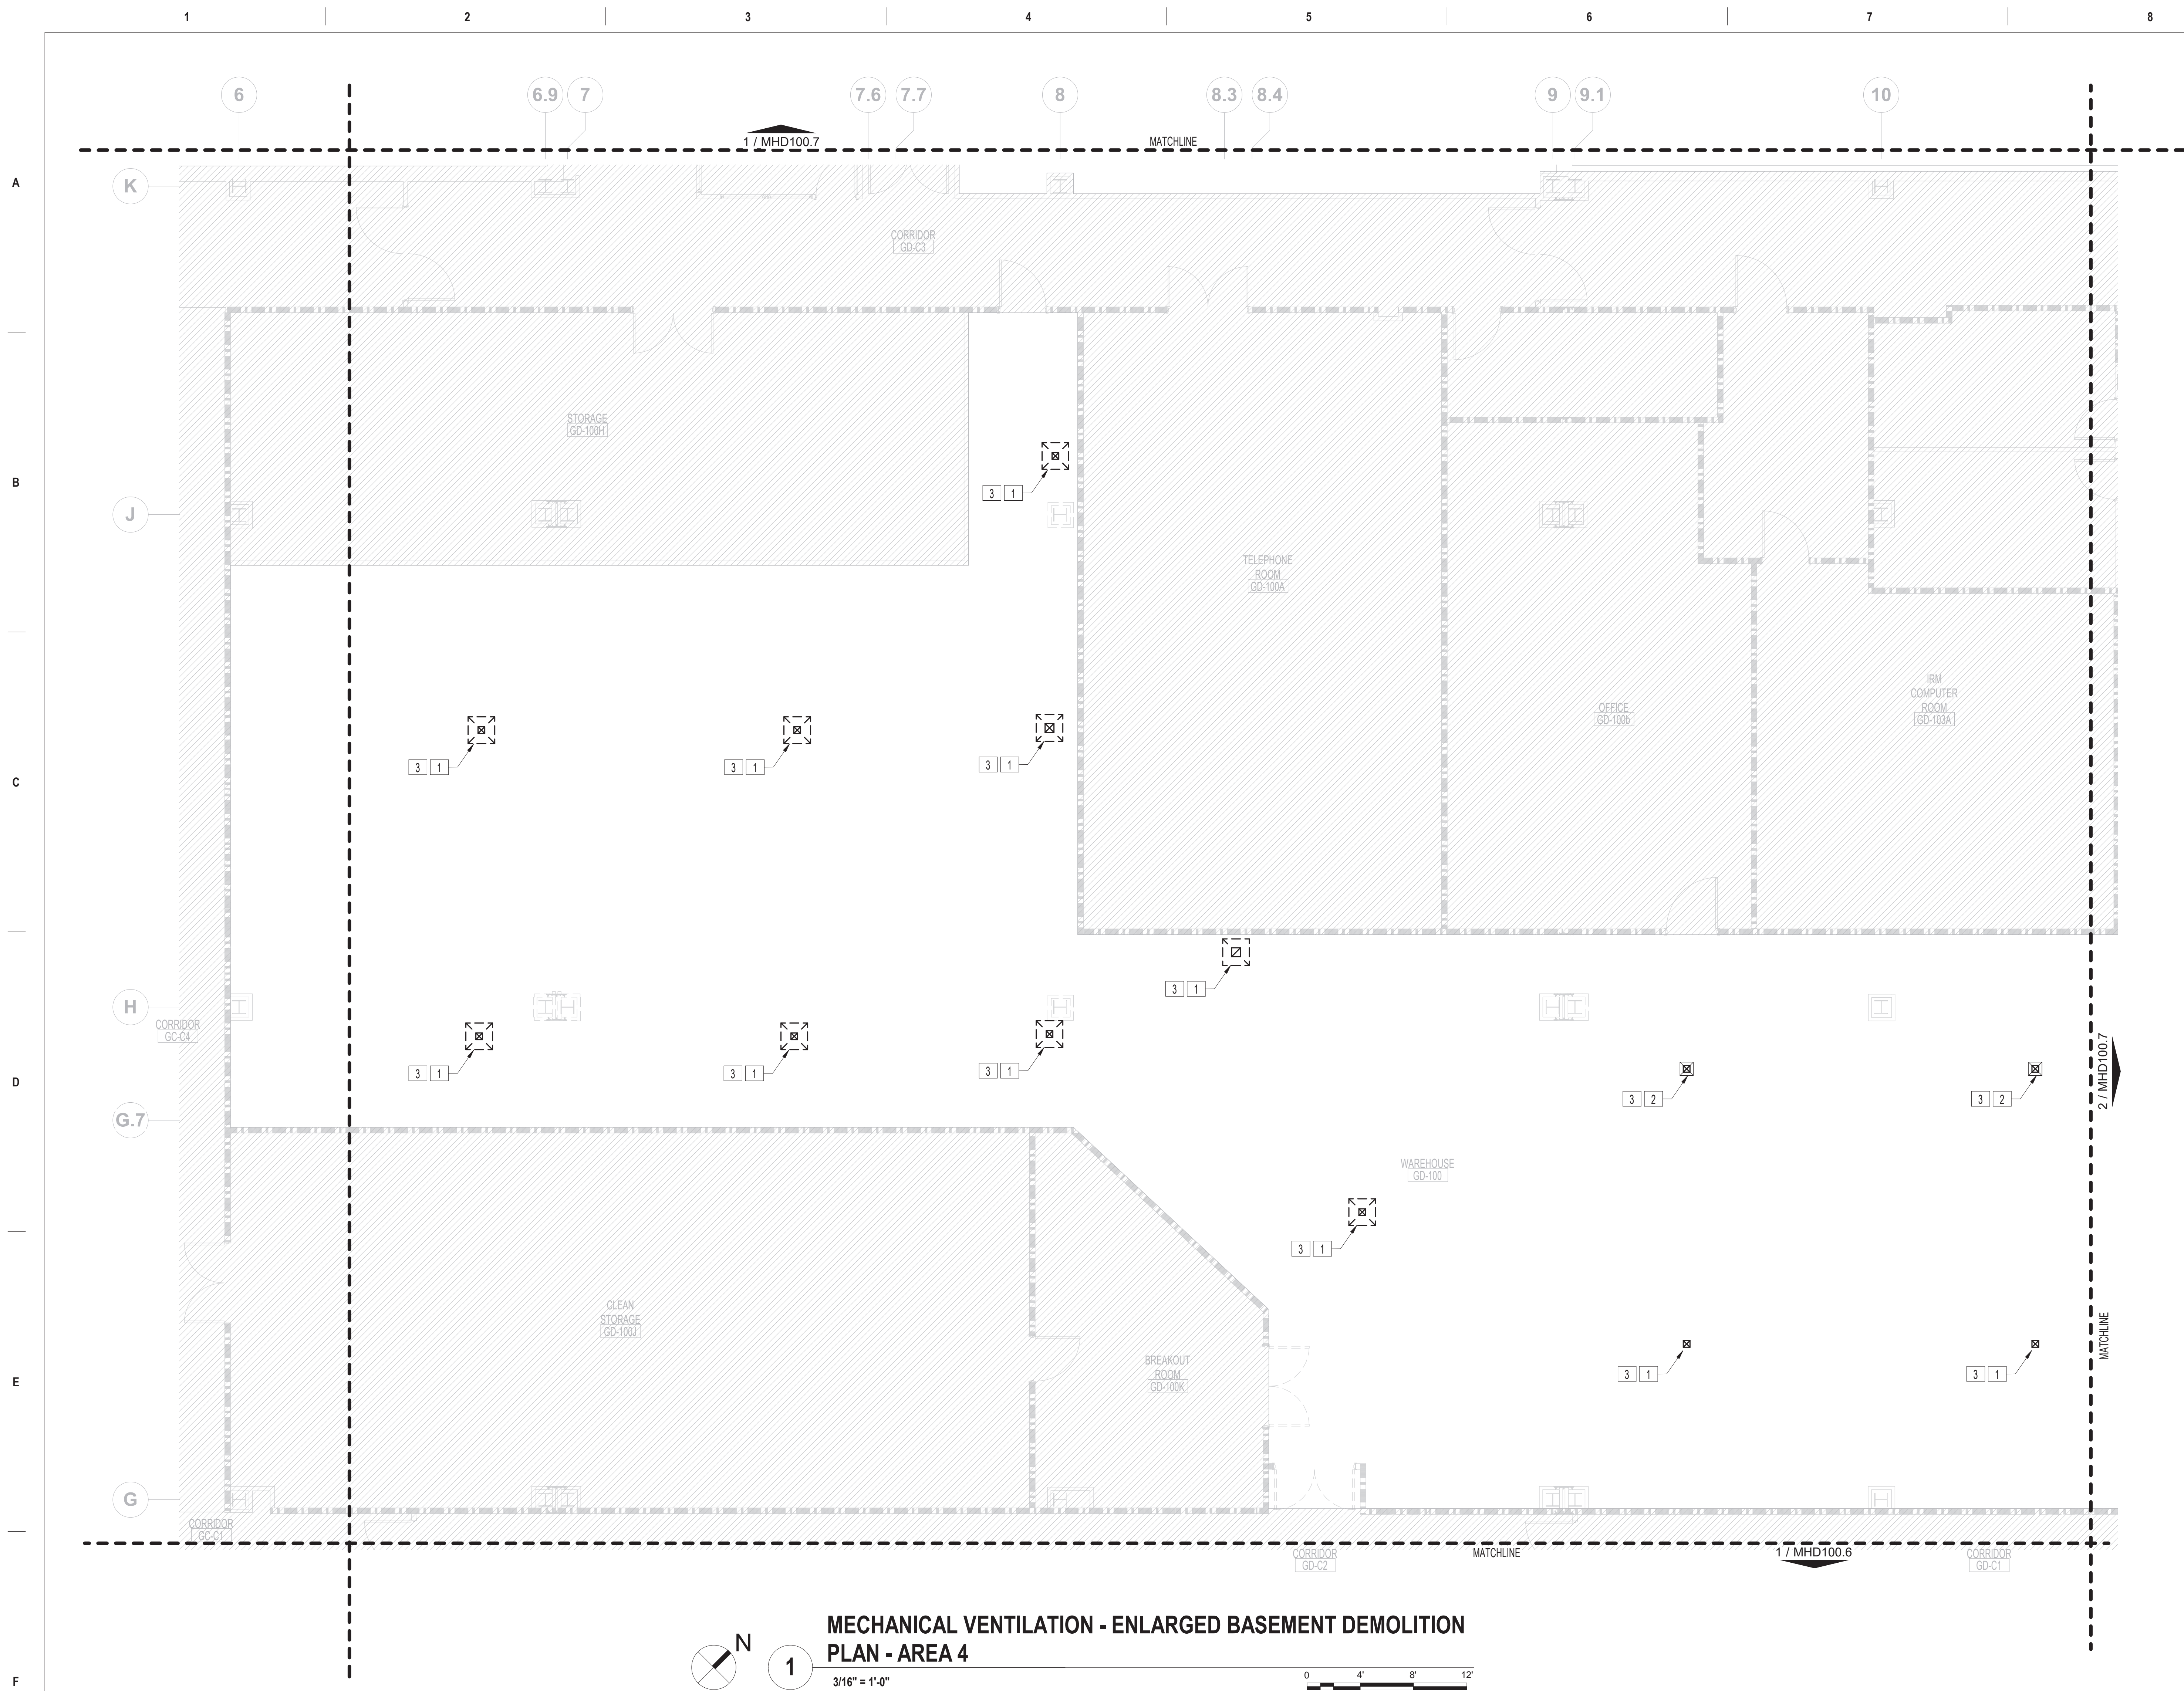 1 2 3 4 5 6 7 8
6 6.9 7 7.6 7.7 8 8.3 8.4 9 9.1 10
1 / MHD100.7
MATCHLINE
A
K
CORRIDOR
GD-C3
STORAGE
GD-100H
B
3 1
J
TELEPHONE
ROOM
GD-100A
IRM
COMPUTER
ROOM
GD-103A
OFFICE
GD-100b
C
3 1
3 1
3 1
3 1
H
CORRIDOR
GC-C4
D
3 1
3 1
3 1
3 2
3 2
2 / MHD100.7
G.7
WAREHOUSE
GD-100
3 1
CLEAN
STORAGE
GD-100J
MATCHLINE
BREAKOUT
ROOM
GD-100K
E
3 1
3 1
G
CORRIDOR
GC-C1
CORRIDOR
GD-C2
MATCHLINE
1 / MHD100.6
CORRIDOR
GD-C1
MECHANICAL VENTILATION - ENLARGED BASEMENT DEMOLITION
PLAN - AREA 4
N
1
F
3/16" = 1'-0"
0 4' 8' 12'